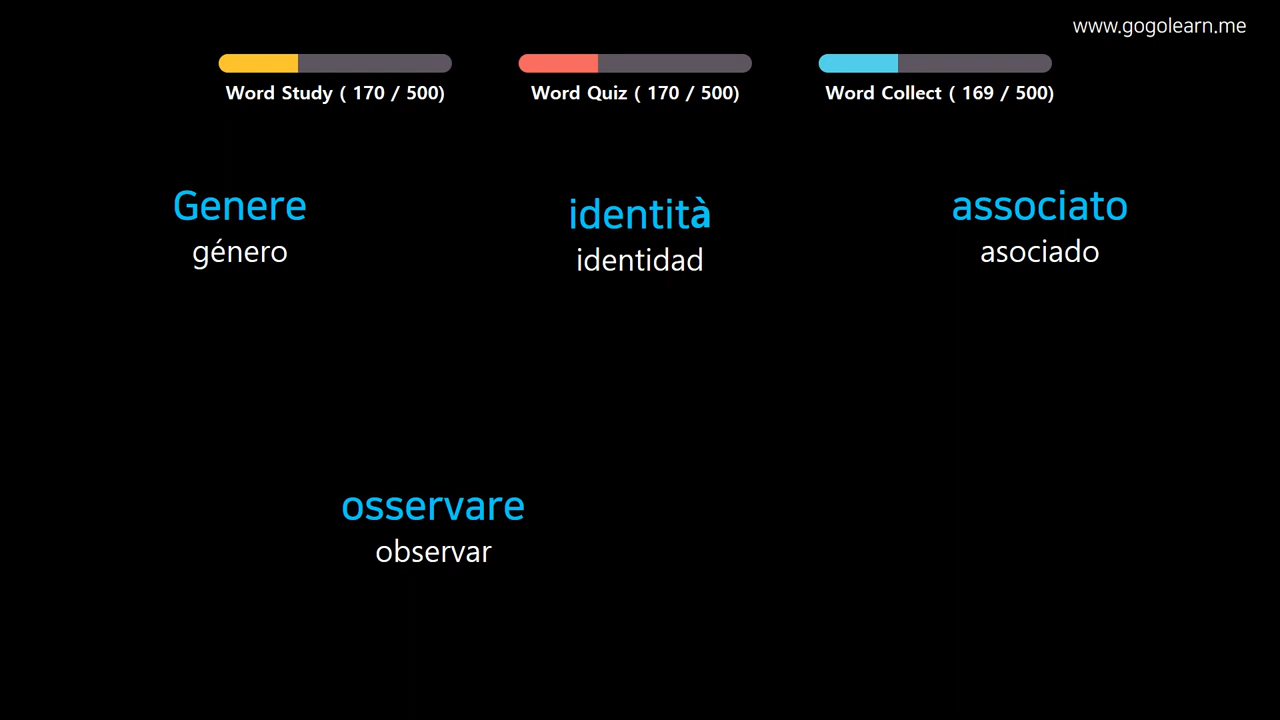 www.gogolearn.me
Word Study ( 170 / 500)
Word Quiz ( 170 / 500)
Word Collect ( 169 / 500)
Genere
género
identità
identidad
associato
asociado
osservare
observar